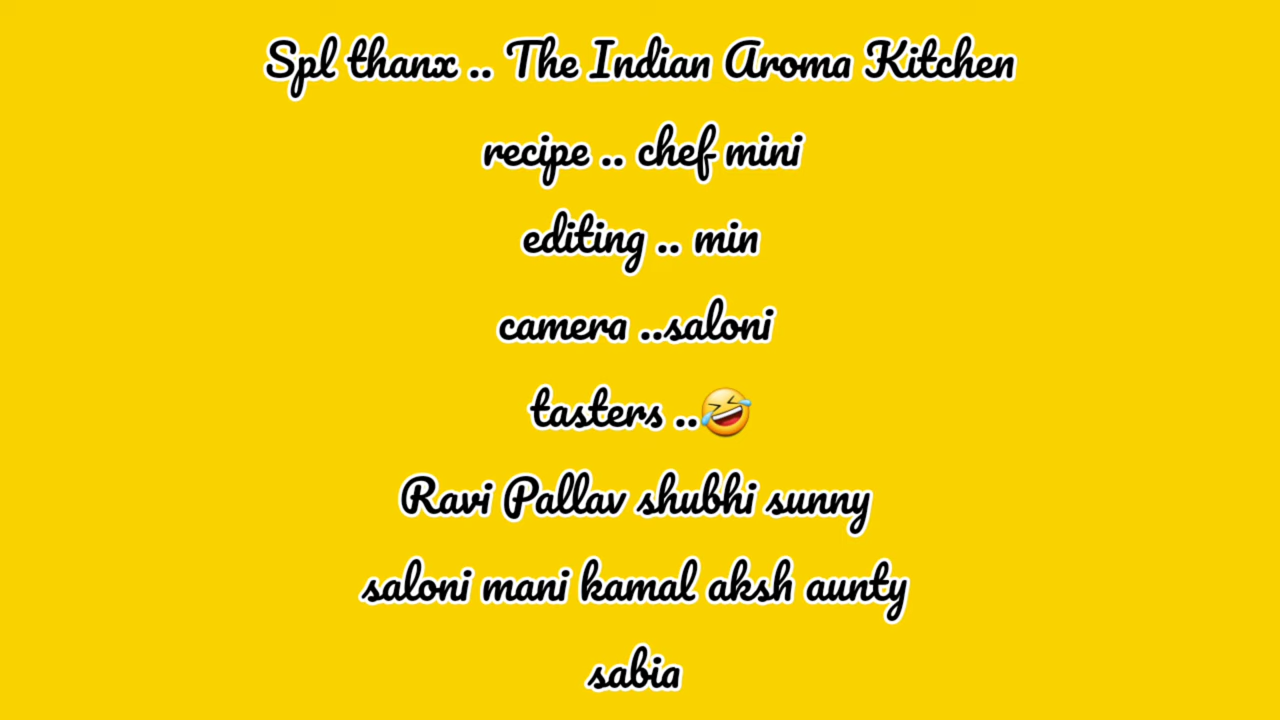 Spl thanx .. The Indian Aroma Kitchen
recipe .. chef mini
editing .. min
camera ..saloni
tasters ..🤣
Ravi Pallav shubhi sunny
saloni mani kamal aksh aunty
sabia